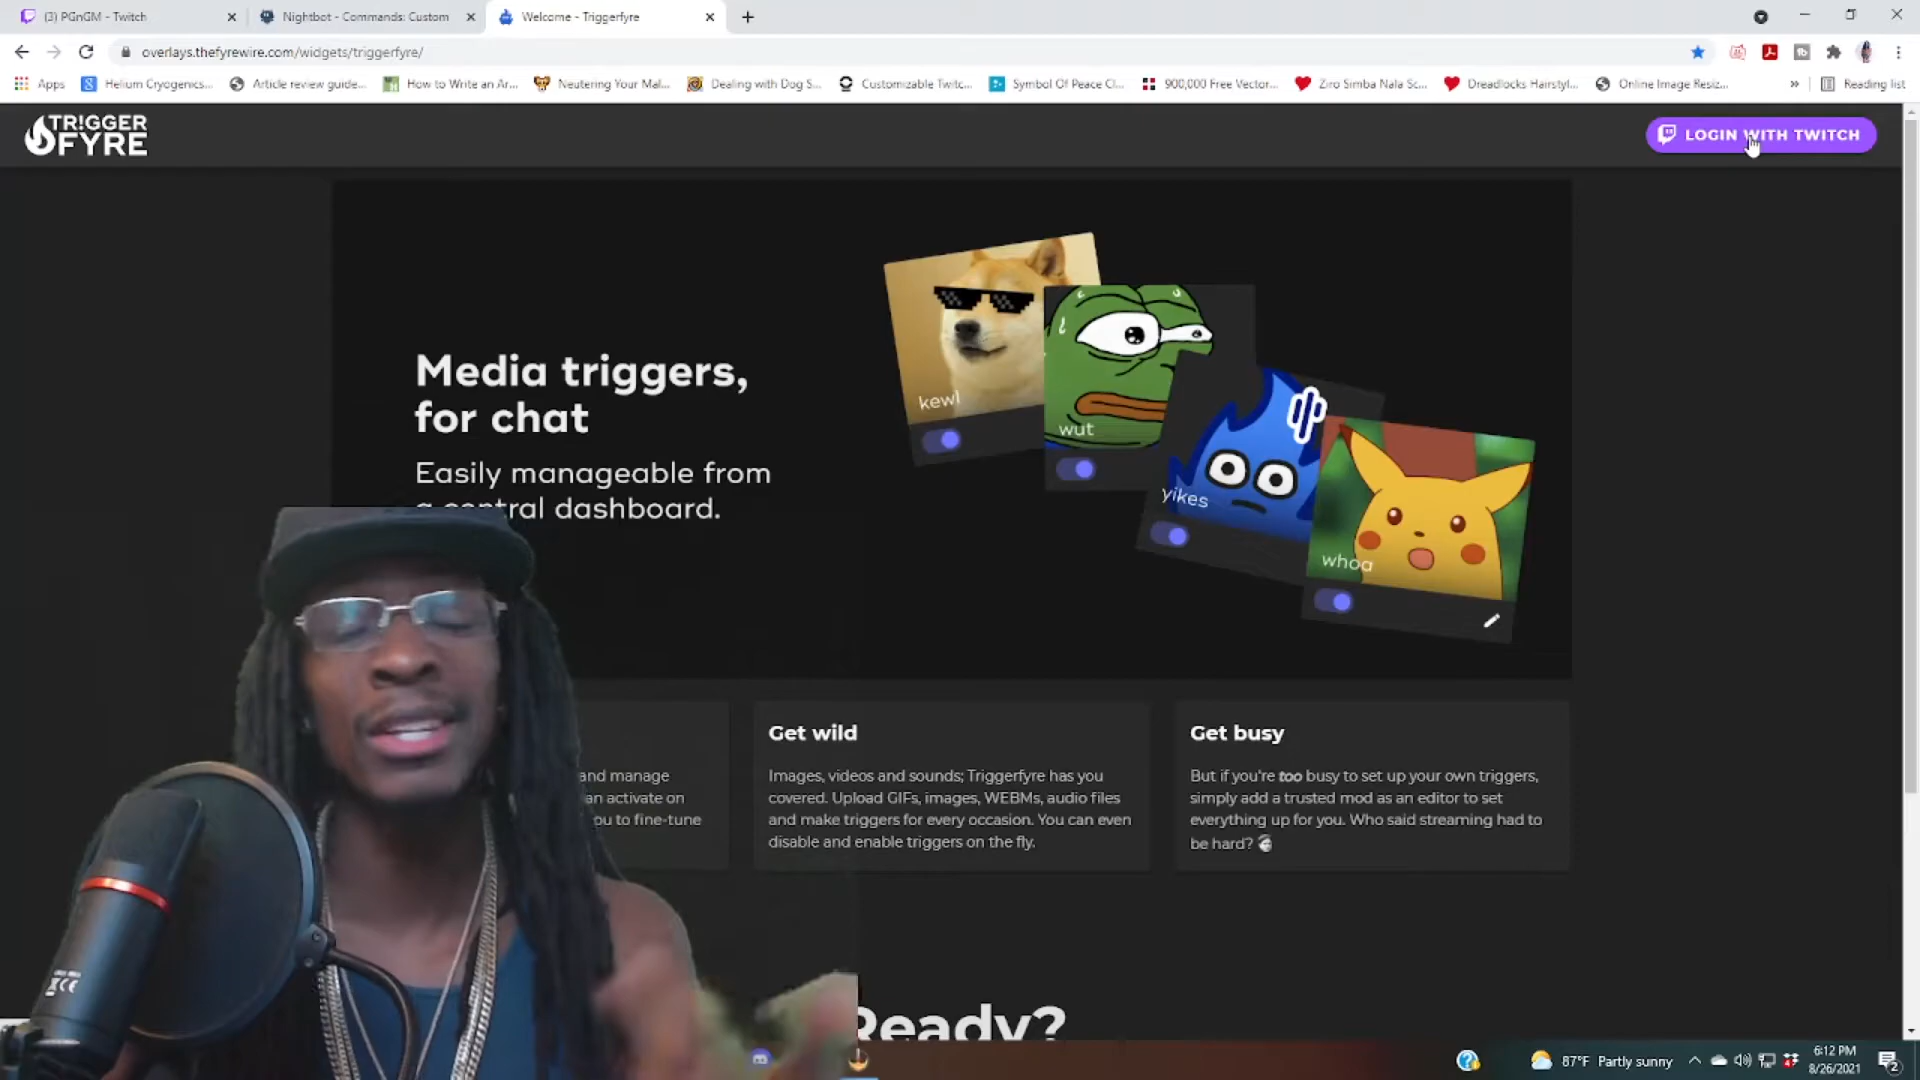 (3) PGnGM - Twitch
Nightbot - Commands: Custom
Welcome - Triggerfyre
overlays.thefyrewire.com/widgets/triggerfyre/
Apps
Helium Cryogenics...
Article review guide...
How to Write an Ar...
Neutering Your Mal...
Dealing with Dog S...
Customizable Twitc...
Symbol Of Peace Cl...
900,000 Free Vector...
Ziro Simba Nala Sc...
Dreadlocks Hairstyl...
Online Image Resiz...
»
Reading list
TR!GGER
FYRE
LOGIN WITH TWITCH
Media triggers,
for chat
Easily manageable from
a central dashboard.
kewl
wut
yikes
whoa
and manage
an activate on
ou to fine-tune
Get wild
Images, videos and sounds; Triggerfyre has you
covered. Upload GIFs, images, WEBMs, audio files
and make triggers for every occasion. You can even
disable and enable triggers on the fly.
Get busy
But if you're too busy to set up your own triggers,
simply add a trusted mod as an editor to set
everything up for you. Who said streaming had to
be hard?
Ready?
87°F Partly sunny
6:12 PM
8/26/2021
2